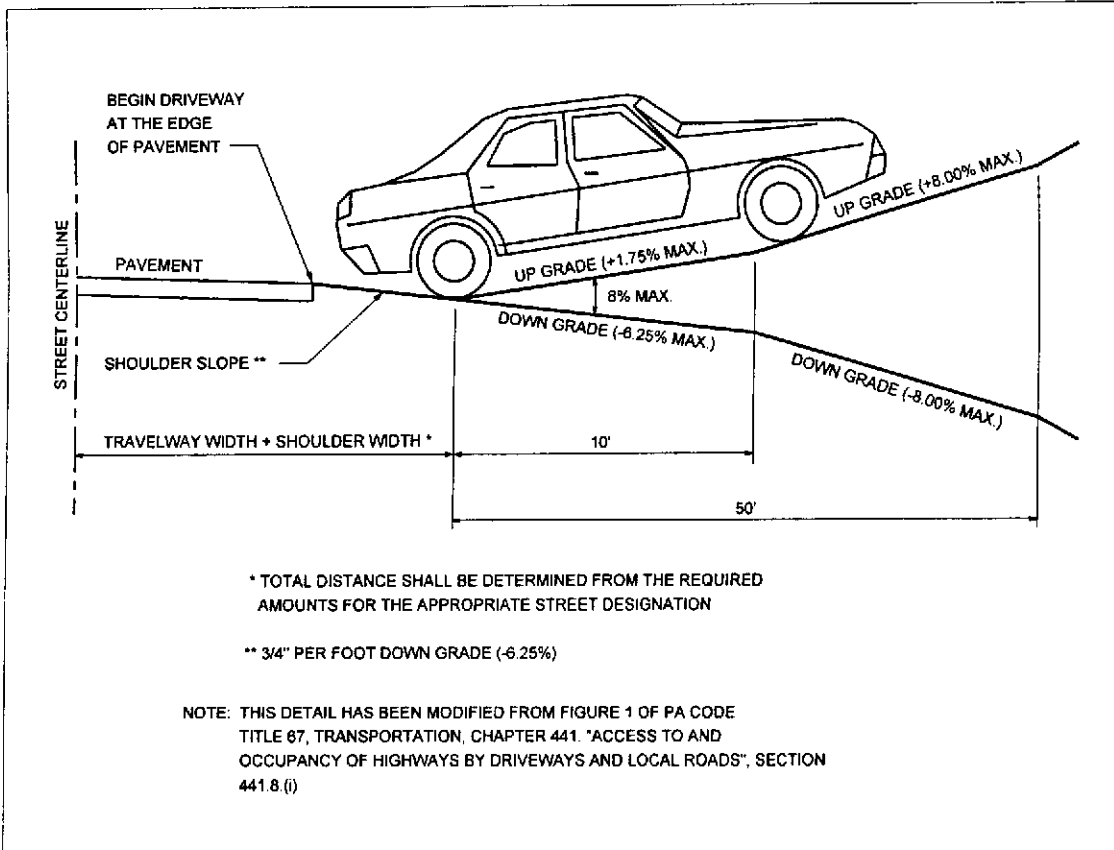 BEGIN DRIVEWAY
AT THE EDGE
OF PAVEMENT
STREET CENTERLINE
PAVEMENT
UP GRADE (+1.75% MAX.)
UP GRADE (+8.00% MAX.)
8% MAX.
DOWN GRADE (-6.25% MAX.)
DOWN GRADE (-8.00% MAX.)
SHOULDER SLOPE **
TRAVELWAY WIDTH + SHOULDER WIDTH *
10'
50'
* TOTAL DISTANCE SHALL BE DETERMINED FROM THE REQUIRED
AMOUNTS FOR THE APPROPRIATE STREET DESIGNATION
** 3/4" PER FOOT DOWN GRADE (-6.25%)
NOTE: THIS DETAIL HAS BEEN MODIFIED FROM FIGURE 1 OF PA CODE
TITLE 67, TRANSPORTATION, CHAPTER 441. "ACCESS TO AND
OCCUPANCY OF HIGHWAYS BY DRIVEWAYS AND LOCAL ROADS", SECTION
441.8.(i)